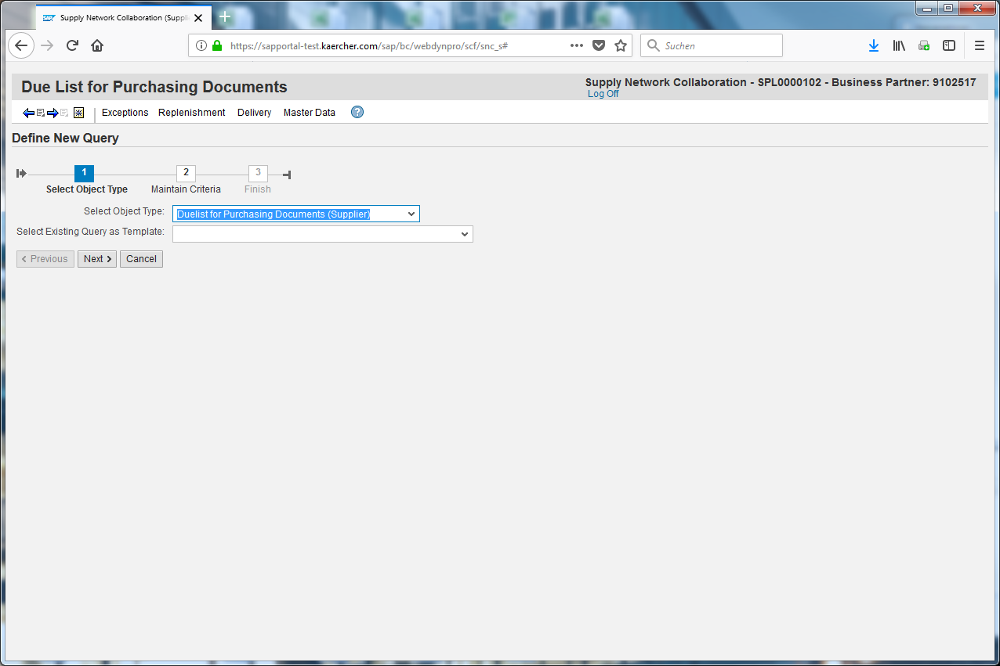 SAP Supply Network Collaboration (Suppli
https://sapportal-test.kaercher.com/sap/bc/webdynpro/scf/snc_s#
Suchen
Due List for Purchasing Documents
Supply Network Collaboration - SPL0000102 - Business Partner: 9102517
Log Off
Exceptions Replenishment Delivery Master Data ?
Define New Query
1 2 3
Select Object Type Maintain Criteria Finish
Select Object Type: Duelist for Purchasing Documents (Supplier)
Select Existing Query as Template:
Previous Next Cancel